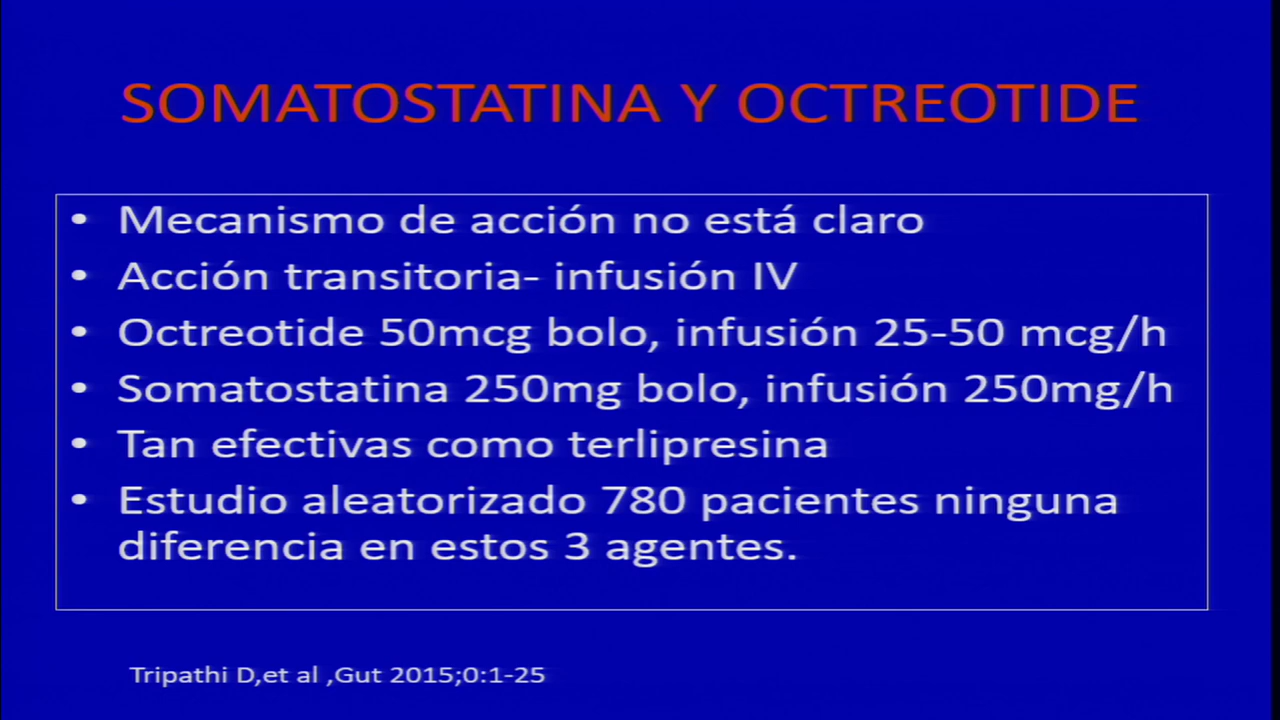 SOMATOSTATINA Y OCTREOTIDE
• Mecanismo de acción no está claro
• Acción transitoria- infusión IV
• Octreotide 50mcg bolo, infusión 25-50 mcg/h
• Somatostatina 250mg bolo, infusión 250mg/h
• Tan efectivas como terlipresina
• Estudio aleatorizado 780 pacientes ninguna
diferencia en estos 3 agentes.
Tripathi D,et al ,Gut 2015;0:1-25